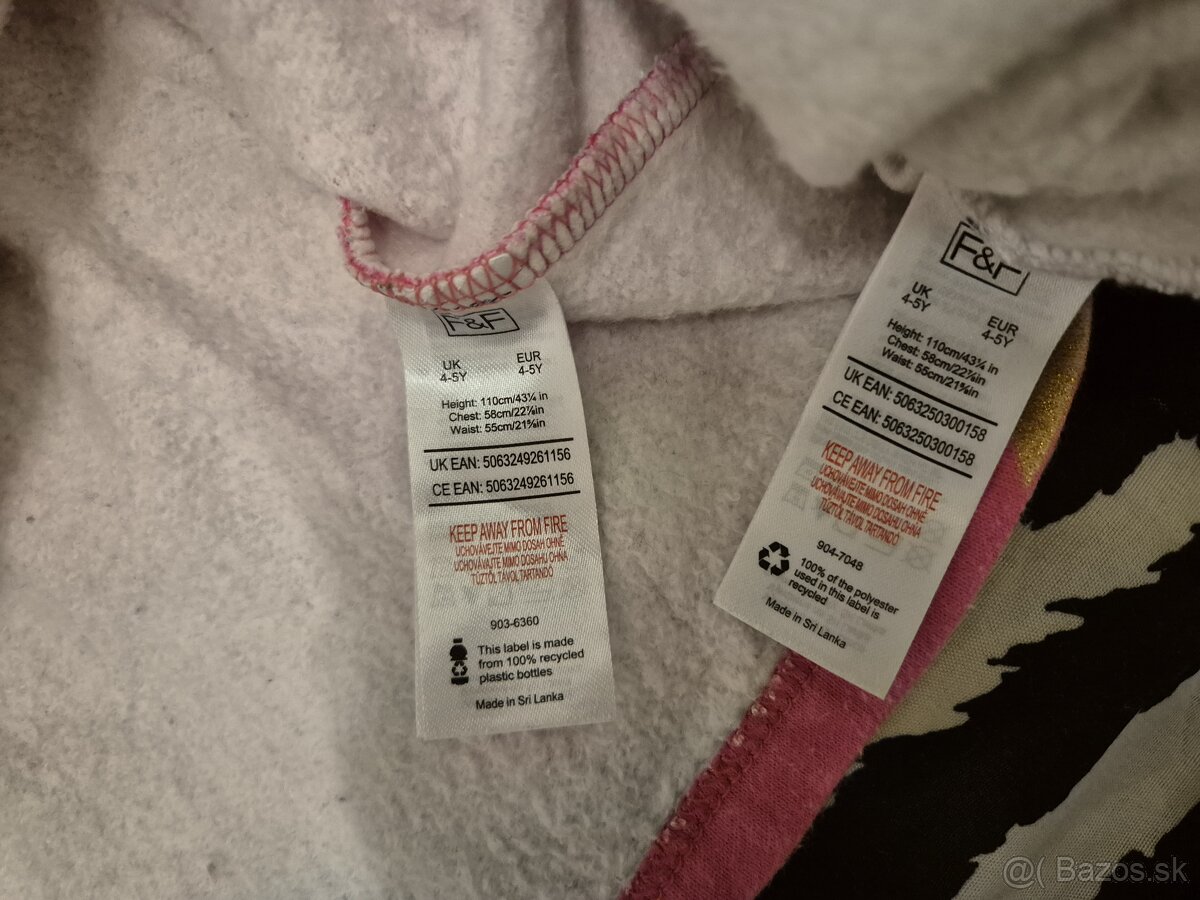 F&F
UK
4-5Y
EUR
4-5Y
Height: 110cm/43¼ in
Chest: 58cm/22⅞in
Waist: 55cm/21⅝in
UK EAN: 5063249261156
CE EAN: 5063249261156
KEEP AWAY FROM FIRE
UCHOVÁVEJTE MIMO DOSAH OHNĚ
UCHOVÁVAJTE MIMO DOSAHU OHŇA
TŰZTŐL TÁVOL TARTANDÓ
903-6360
This label is made
from 100% recycled
plastic bottles
Made in Sri Lanka
F&F
UK
4-5Y
EUR
4-5Y
Height: 110cm/43¼ in
Chest: 58cm/22⅞in
Waist: 55cm/21⅝in
UK EAN: 5063250300158
CE EAN: 5063250300158
KEEP AWAY FROM FIRE
UCHOVÁVEJTE MIMO DOSAH OHNĚ
UCHOVÁVAJTE MIMO DOSAHU OHŇA
TŰZTŐL TÁVOL TARTANDÓ
904-7048
100% of the polyester
used in this label is
recycled
Made in Sri Lanka
@( Bazos.sk